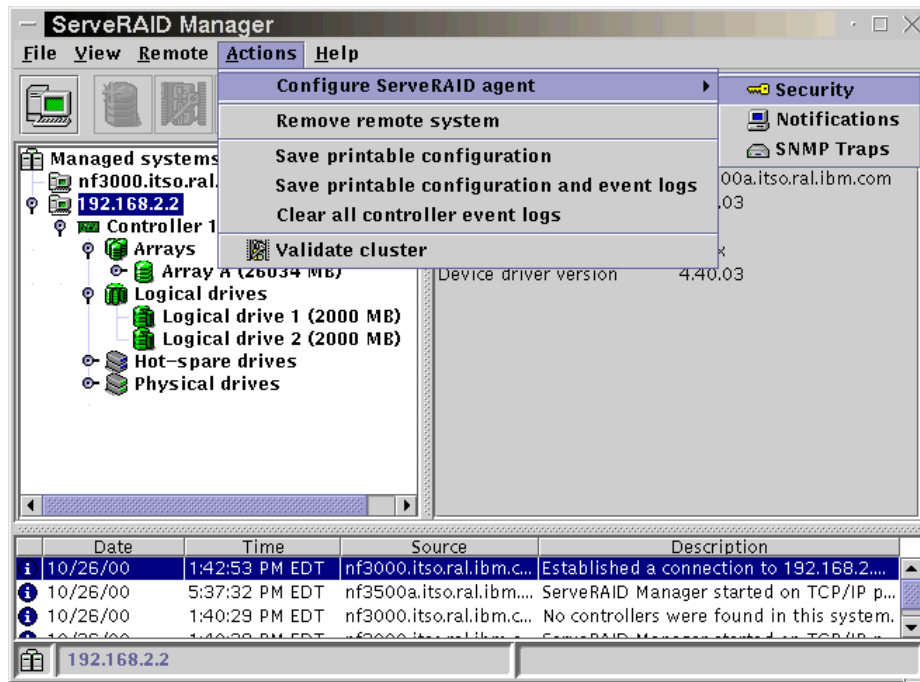 ServeRAID Manager
File View Remote Actions Help
Configure ServeRAID agent
Remove remote system
Save printable configuration
Save printable configuration and event logs
Clear all controller event logs
Validate cluster
Security
Notifications
SNMP Traps
Managed systems
nf3000.itso.ral.
192.168.2.2
Controller 1
Arrays
Array A (26034 MB)
Logical drives
Logical drive 1 (2000 MB)
Logical drive 2 (2000 MB)
Hot-spare drives
Physical drives
00a.itso.ral.ibm.com
.03
x
Device driver version 4.40.03
Date Time Source Description
10/26/00 1:42:53 PM EDT nf3000.itso.ral.ibm.c... Established a connection to 192.168.2....
10/26/00 5:37:32 PM EDT nf3500a.itso.ral.ibm.... ServeRAID Manager started on TCP/IP p...
10/26/00 1:40:29 PM EDT nf3000.itso.ral.ibm.c... No controllers were found in this system.
192.168.2.2